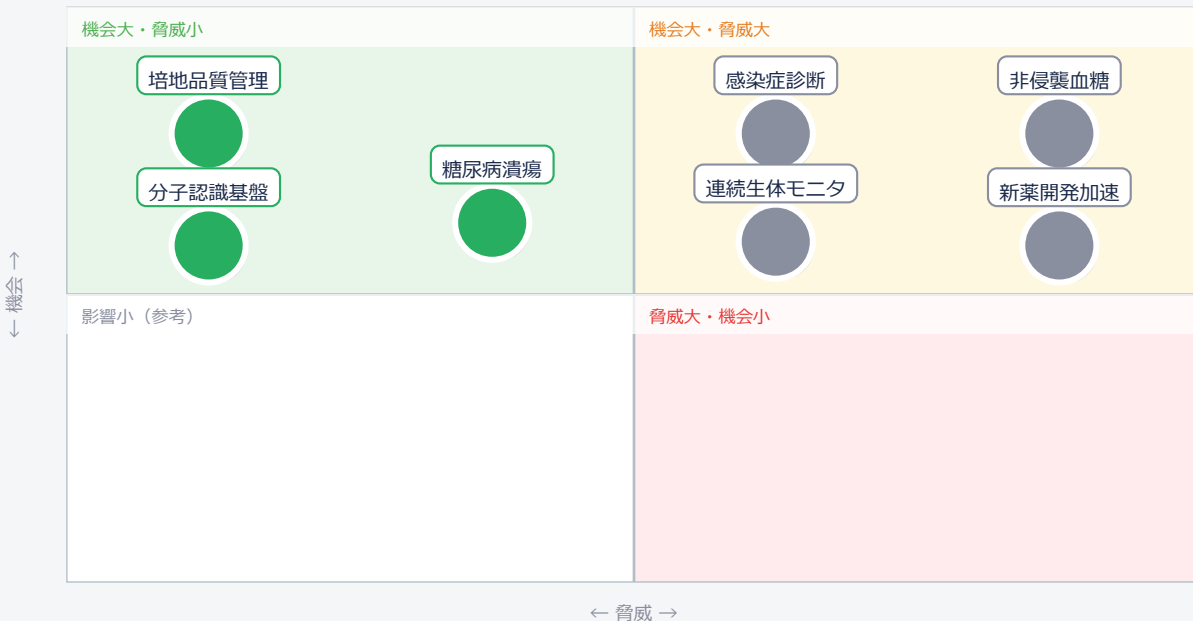 機会大・脅威小
培地品質管理
分子認識基盤
糖尿病潰瘍
機会大・脅威大
感染症診断
連続生体モニタ
非侵襲血糖
新薬開発加速
影響小（参考）
脅威大・機会小
← 機会 →
← 脅威 →